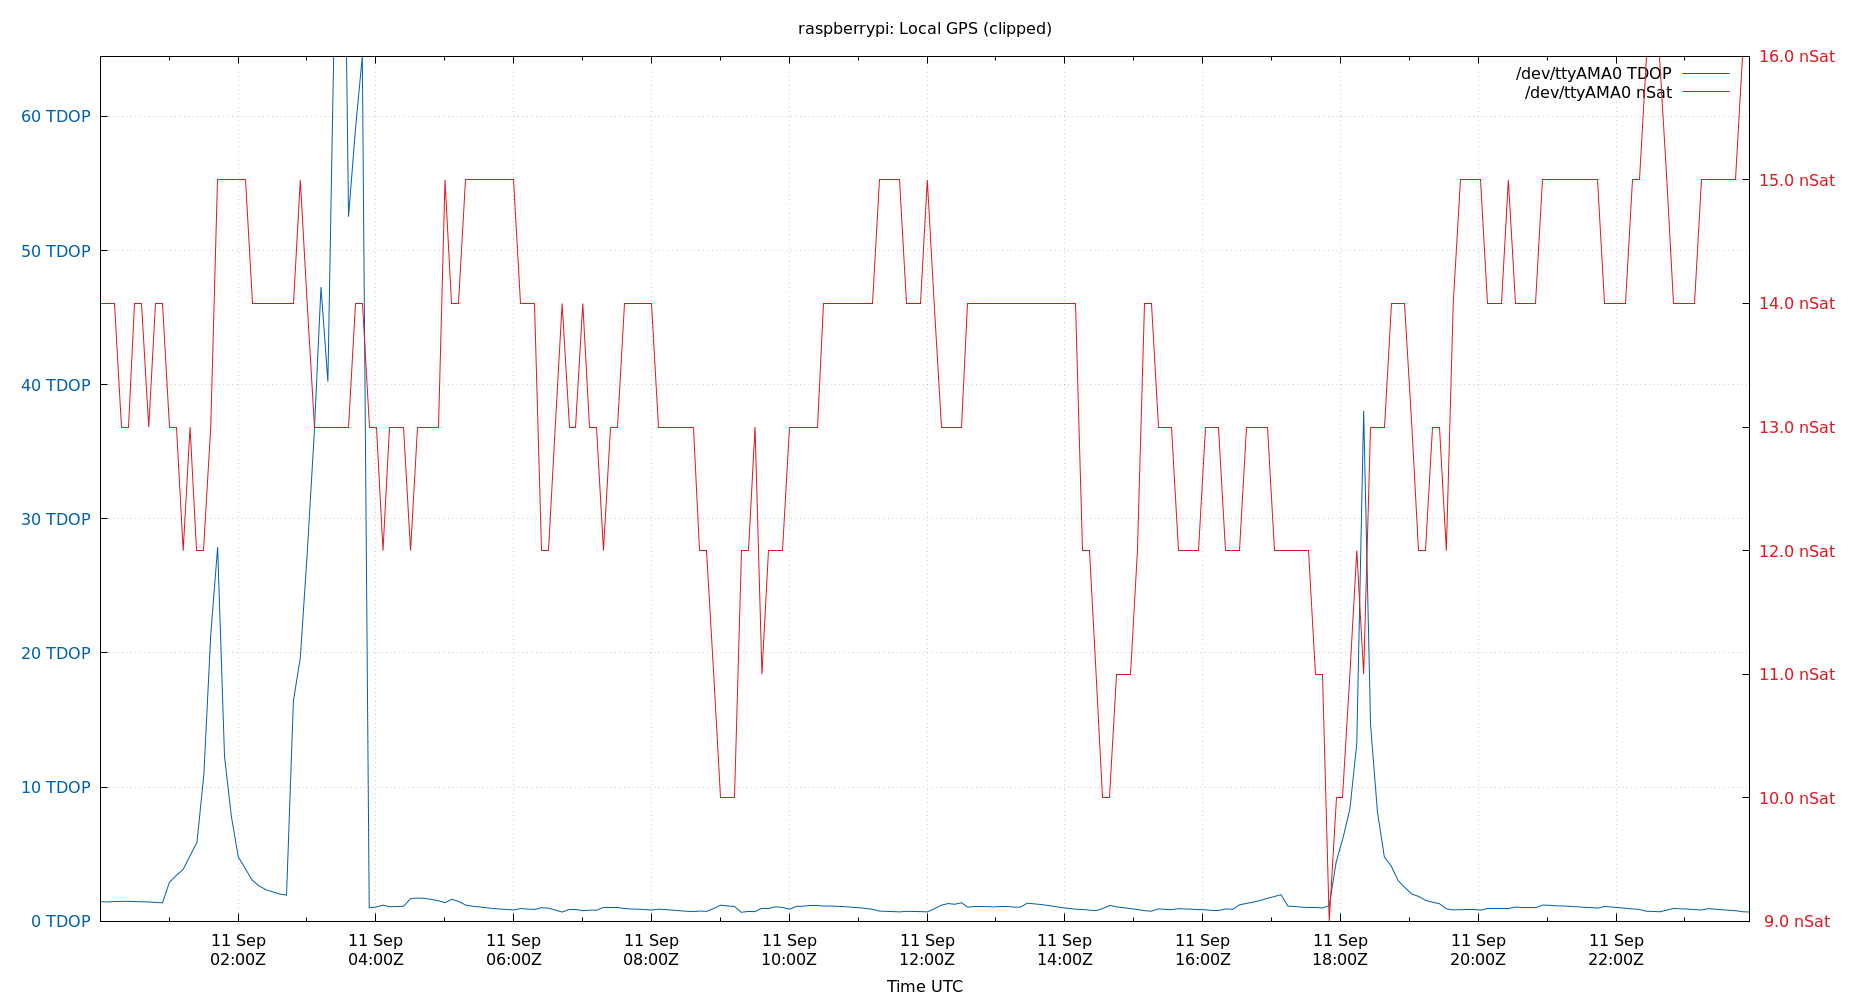 raspberrypi: Local GPS (clipped)
/dev/ttyAMA0 TDOP
/dev/ttyAMA0 nSat
60 TDOP
50 TDOP
40 TDOP
30 TDOP
20 TDOP
10 TDOP
0 TDOP
16.0 nSat
15.0 nSat
14.0 nSat
13.0 nSat
12.0 nSat
11.0 nSat
10.0 nSat
9.0 nSat
11 Sep
02:00Z
11 Sep
04:00Z
11 Sep
06:00Z
11 Sep
08:00Z
11 Sep
10:00Z
11 Sep
12:00Z
11 Sep
14:00Z
11 Sep
16:00Z
11 Sep
18:00Z
11 Sep
20:00Z
11 Sep
22:00Z
Time UTC